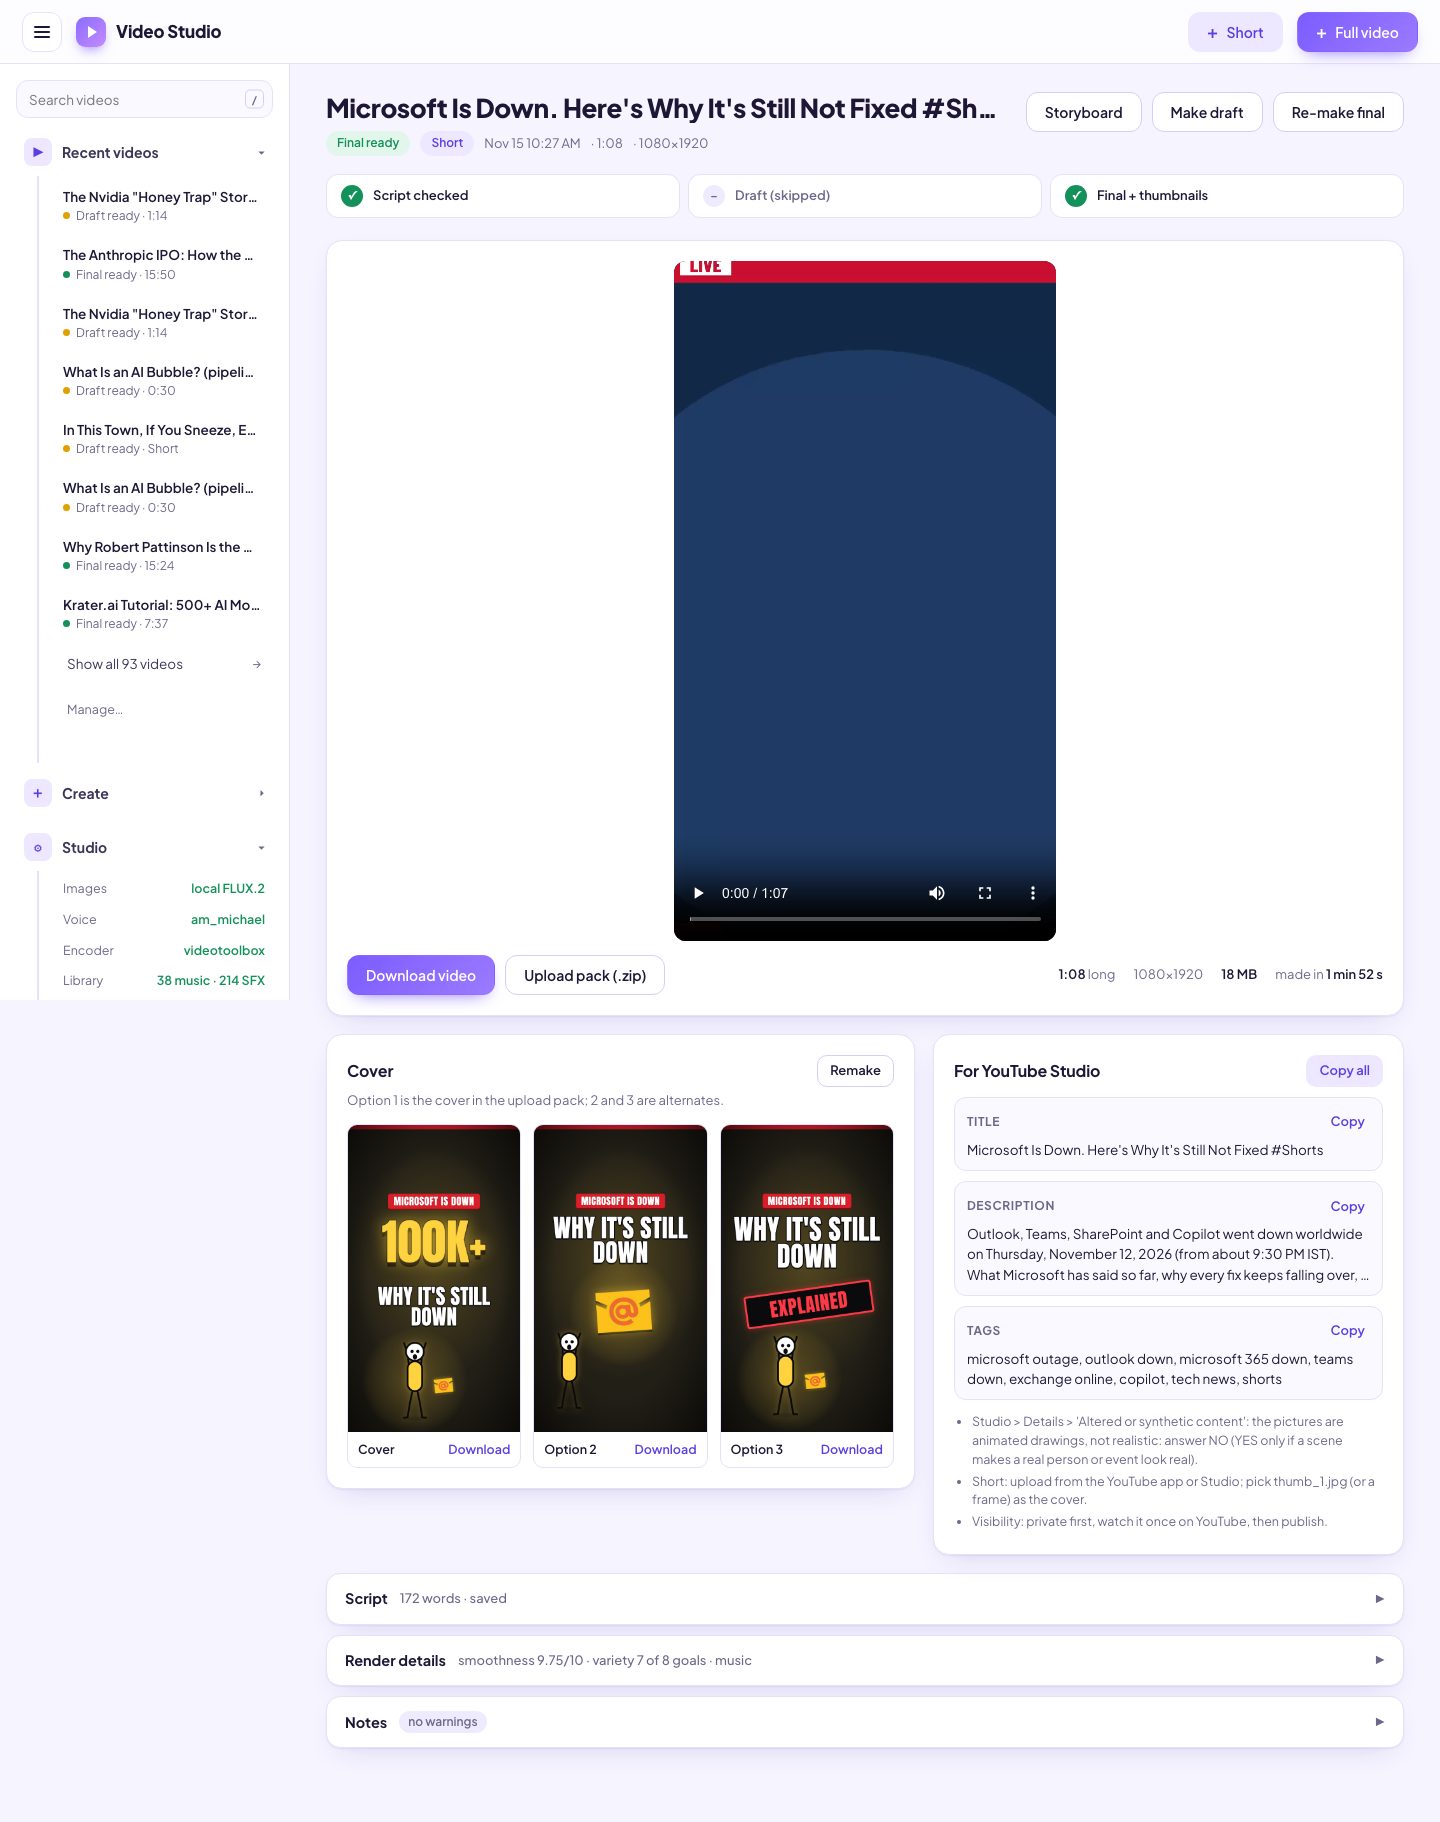 Video Studio
+ Short
+ Full video
Search videos
/
Recent videos
The Nvidia "Honey Trap" Stor...
Draft ready · 1:14
The Anthropic IPO: How the ...
Final ready · 15:50
The Nvidia "Honey Trap" Stor...
Draft ready · 1:14
What Is an AI Bubble? (pipeli...
Draft ready · 0:30
In This Town, If You Sneeze, E...
Draft ready · Short
What Is an AI Bubble? (pipeli...
Draft ready · 0:30
Why Robert Pattinson Is the ...
Final ready · 15:24
Krater.ai Tutorial: 500+ AI Mo...
Final ready · 7:37
Show all 93 videos →
Manage...
Create
Studio
Images local FLUX.2
Voice am_michael
Encoder videotoolbox
Library 38 music · 214 SFX
Microsoft Is Down. Here's Why It's Still Not Fixed #Sh...
Storyboard
Make draft
Re-make final
Final ready Short Nov 15 10:27 AM · 1:08 · 1080×1920
✓ Script checked
– Draft (skipped)
✓ Final + thumbnails
LIVE
0:00 / 1:07
Download video
Upload pack (.zip)
1:08 long 1080×1920 18 MB made in 1 min 52 s
Cover
Remake
Option 1 is the cover in the upload pack; 2 and 3 are alternates.
MICROSOFT IS DOWN
100K+
WHY IT'S STILL
DOWN
@
Cover Download
MICROSOFT IS DOWN
WHY IT'S STILL
DOWN
@
Option 2 Download
MICROSOFT IS DOWN
WHY IT'S STILL
DOWN
EXPLAINED
@
Option 3 Download
For YouTube Studio
Copy all
TITLE Copy
Microsoft Is Down. Here's Why It's Still Not Fixed #Shorts
DESCRIPTION Copy
Outlook, Teams, SharePoint and Copilot went down worldwide
on Thursday, November 12, 2026 (from about 9:30 PM IST).
What Microsoft has said so far, why every fix keeps falling over, ...
TAGS Copy
microsoft outage, outlook down, microsoft 365 down, teams
down, exchange online, copilot, tech news, shorts
• Studio > Details > 'Altered or synthetic content': the pictures are
animated drawings, not realistic: answer NO (YES only if a scene
makes a real person or event look real).
• Short: upload from the YouTube app or Studio; pick thumb_1.jpg (or a
frame) as the cover.
• Visibility: private first, watch it once on YouTube, then publish.
Script 172 words · saved
Render details smoothness 9.75/10 · variety 7 of 8 goals · music
Notes no warnings